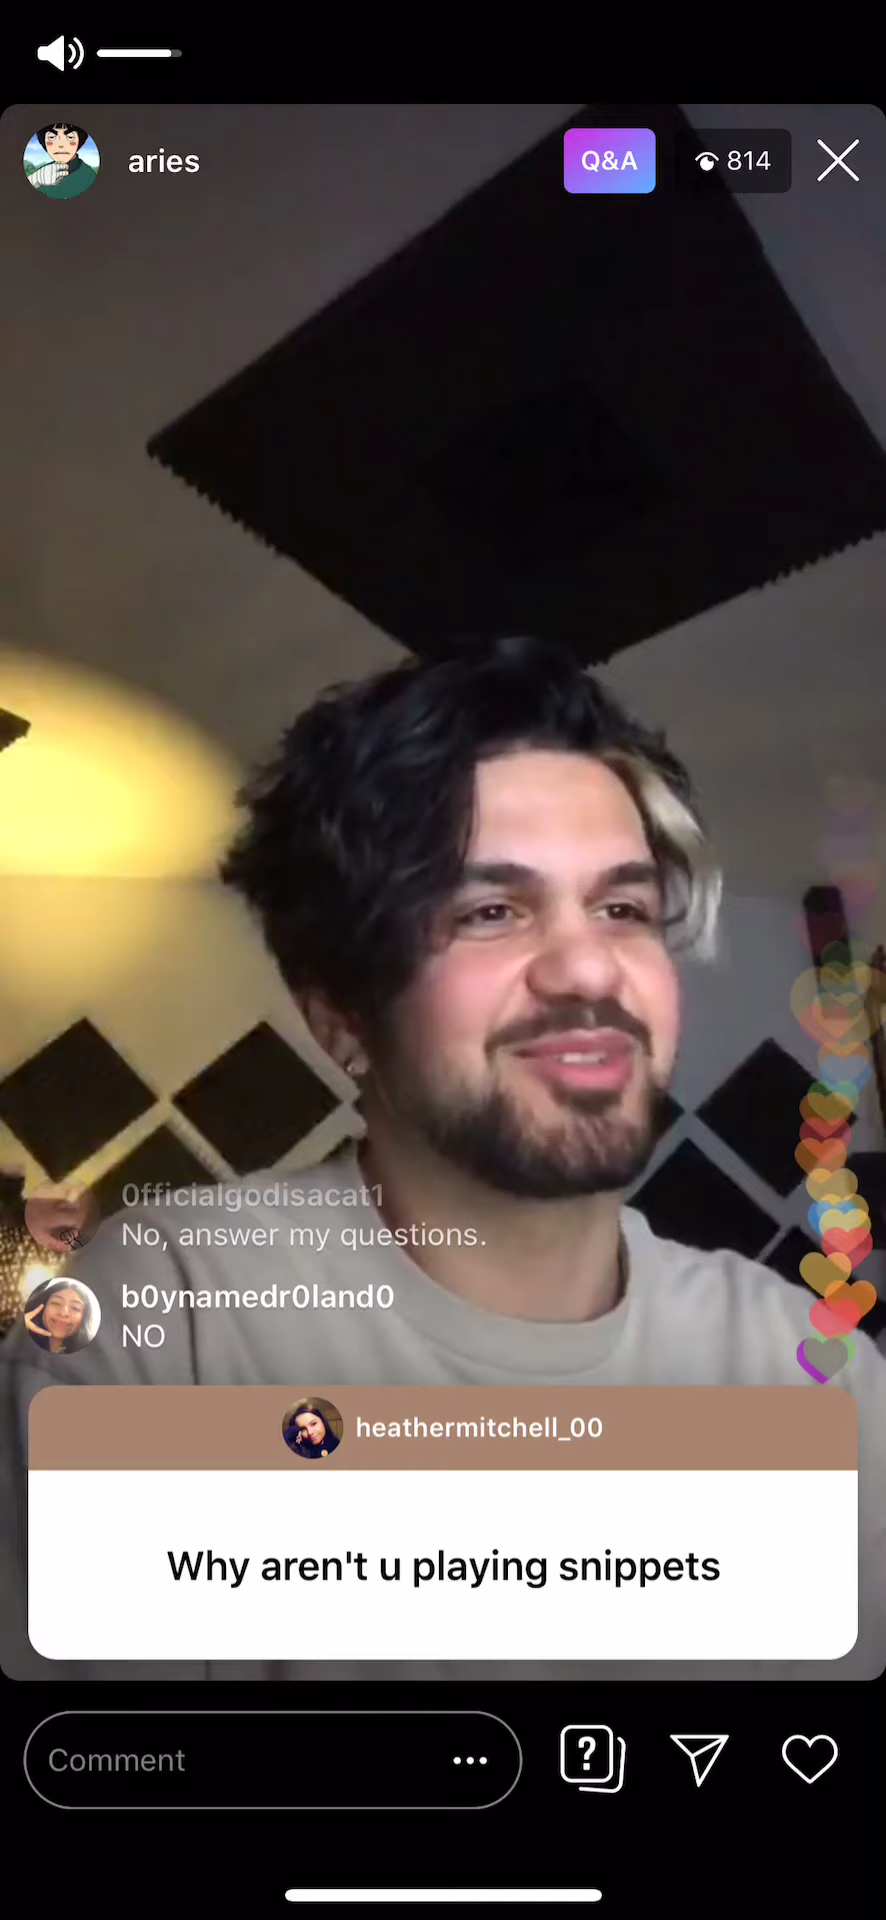 aries
Q&A
814
0fficialgodisacat1
No, answer my questions.
b0ynamedr0land0
NO
heathermitchell_00
Why aren't u playing snippets
Comment